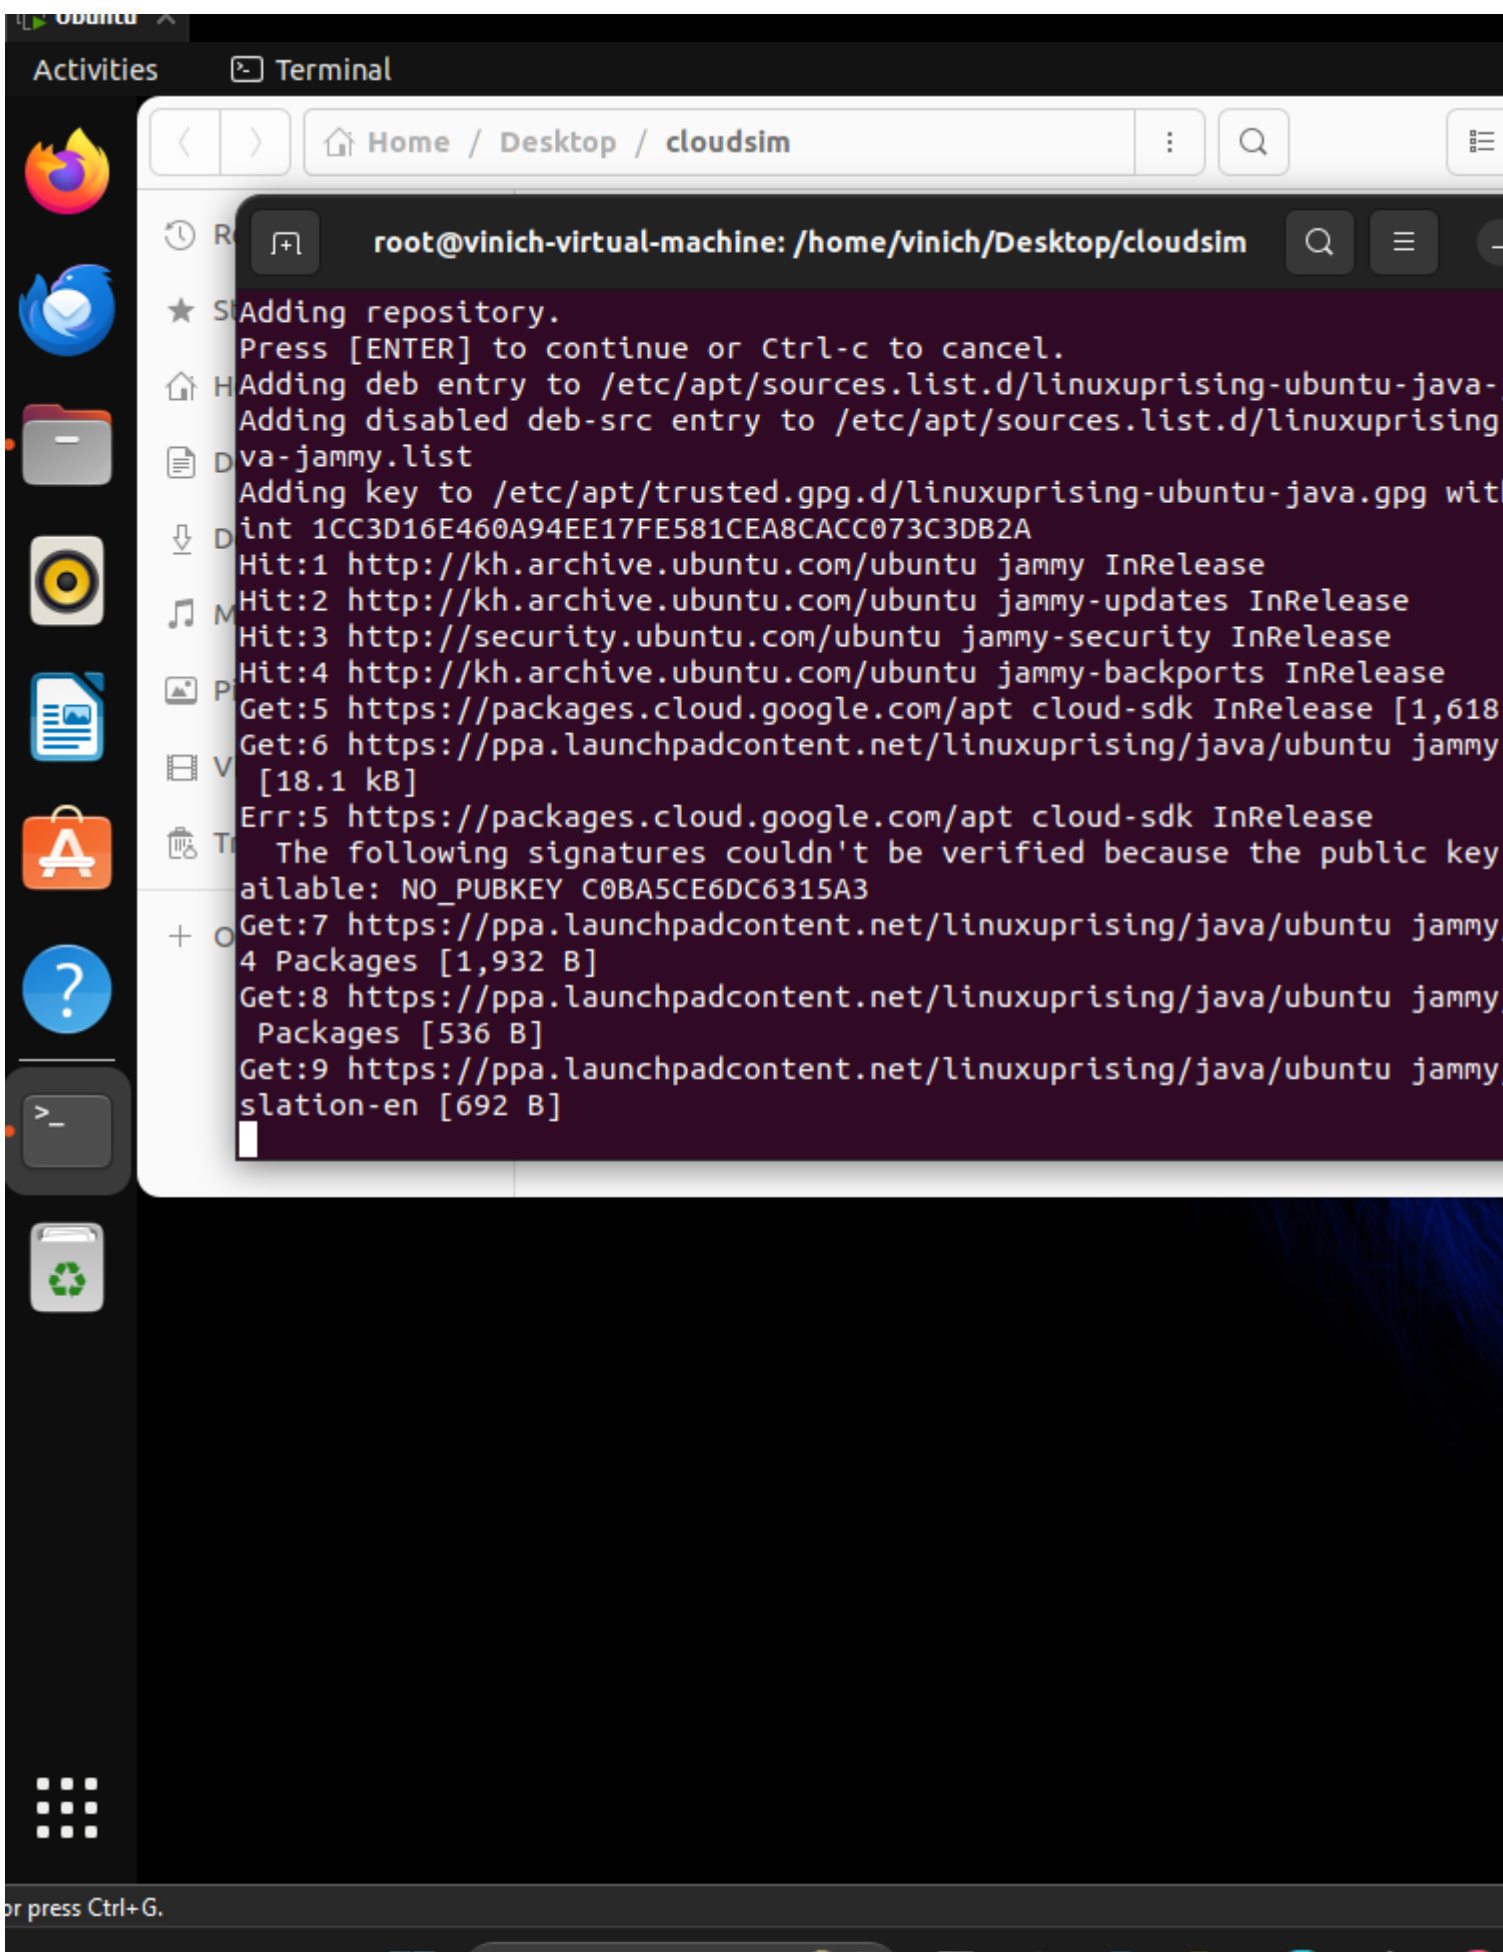 Ubuntu
Activities
Terminal
Home / Desktop / cloudsim
root@vinich-virtual-machine: /home/vinich/Desktop/cloudsim
Adding repository.
Press [ENTER] to continue or Ctrl-c to cancel.
Adding deb entry to /etc/apt/sources.list.d/linuxuprising-ubuntu-java-
Adding disabled deb-src entry to /etc/apt/sources.list.d/linuxuprising
va-jammy.list
Adding key to /etc/apt/trusted.gpg.d/linuxuprising-ubuntu-java.gpg wit
int 1CC3D16E460A94EE17FE581CEA8CACC073C3DB2A
Hit:1 http://kh.archive.ubuntu.com/ubuntu jammy InRelease
Hit:2 http://kh.archive.ubuntu.com/ubuntu jammy-updates InRelease
Hit:3 http://security.ubuntu.com/ubuntu jammy-security InRelease
Hit:4 http://kh.archive.ubuntu.com/ubuntu jammy-backports InRelease
Get:5 https://packages.cloud.google.com/apt cloud-sdk InRelease [1,618
Get:6 https://ppa.launchpadcontent.net/linuxuprising/java/ubuntu jammy
[18.1 kB]
Err:5 https://packages.cloud.google.com/apt cloud-sdk InRelease
The following signatures couldn't be verified because the public key
ailable: NO_PUBKEY C0BA5CE6DC6315A3
Get:7 https://ppa.launchpadcontent.net/linuxuprising/java/ubuntu jammy
4 Packages [1,932 B]
Get:8 https://ppa.launchpadcontent.net/linuxuprising/java/ubuntu jammy
Packages [536 B]
Get:9 https://ppa.launchpadcontent.net/linuxuprising/java/ubuntu jammy
slation-en [692 B]
or press Ctrl+G.